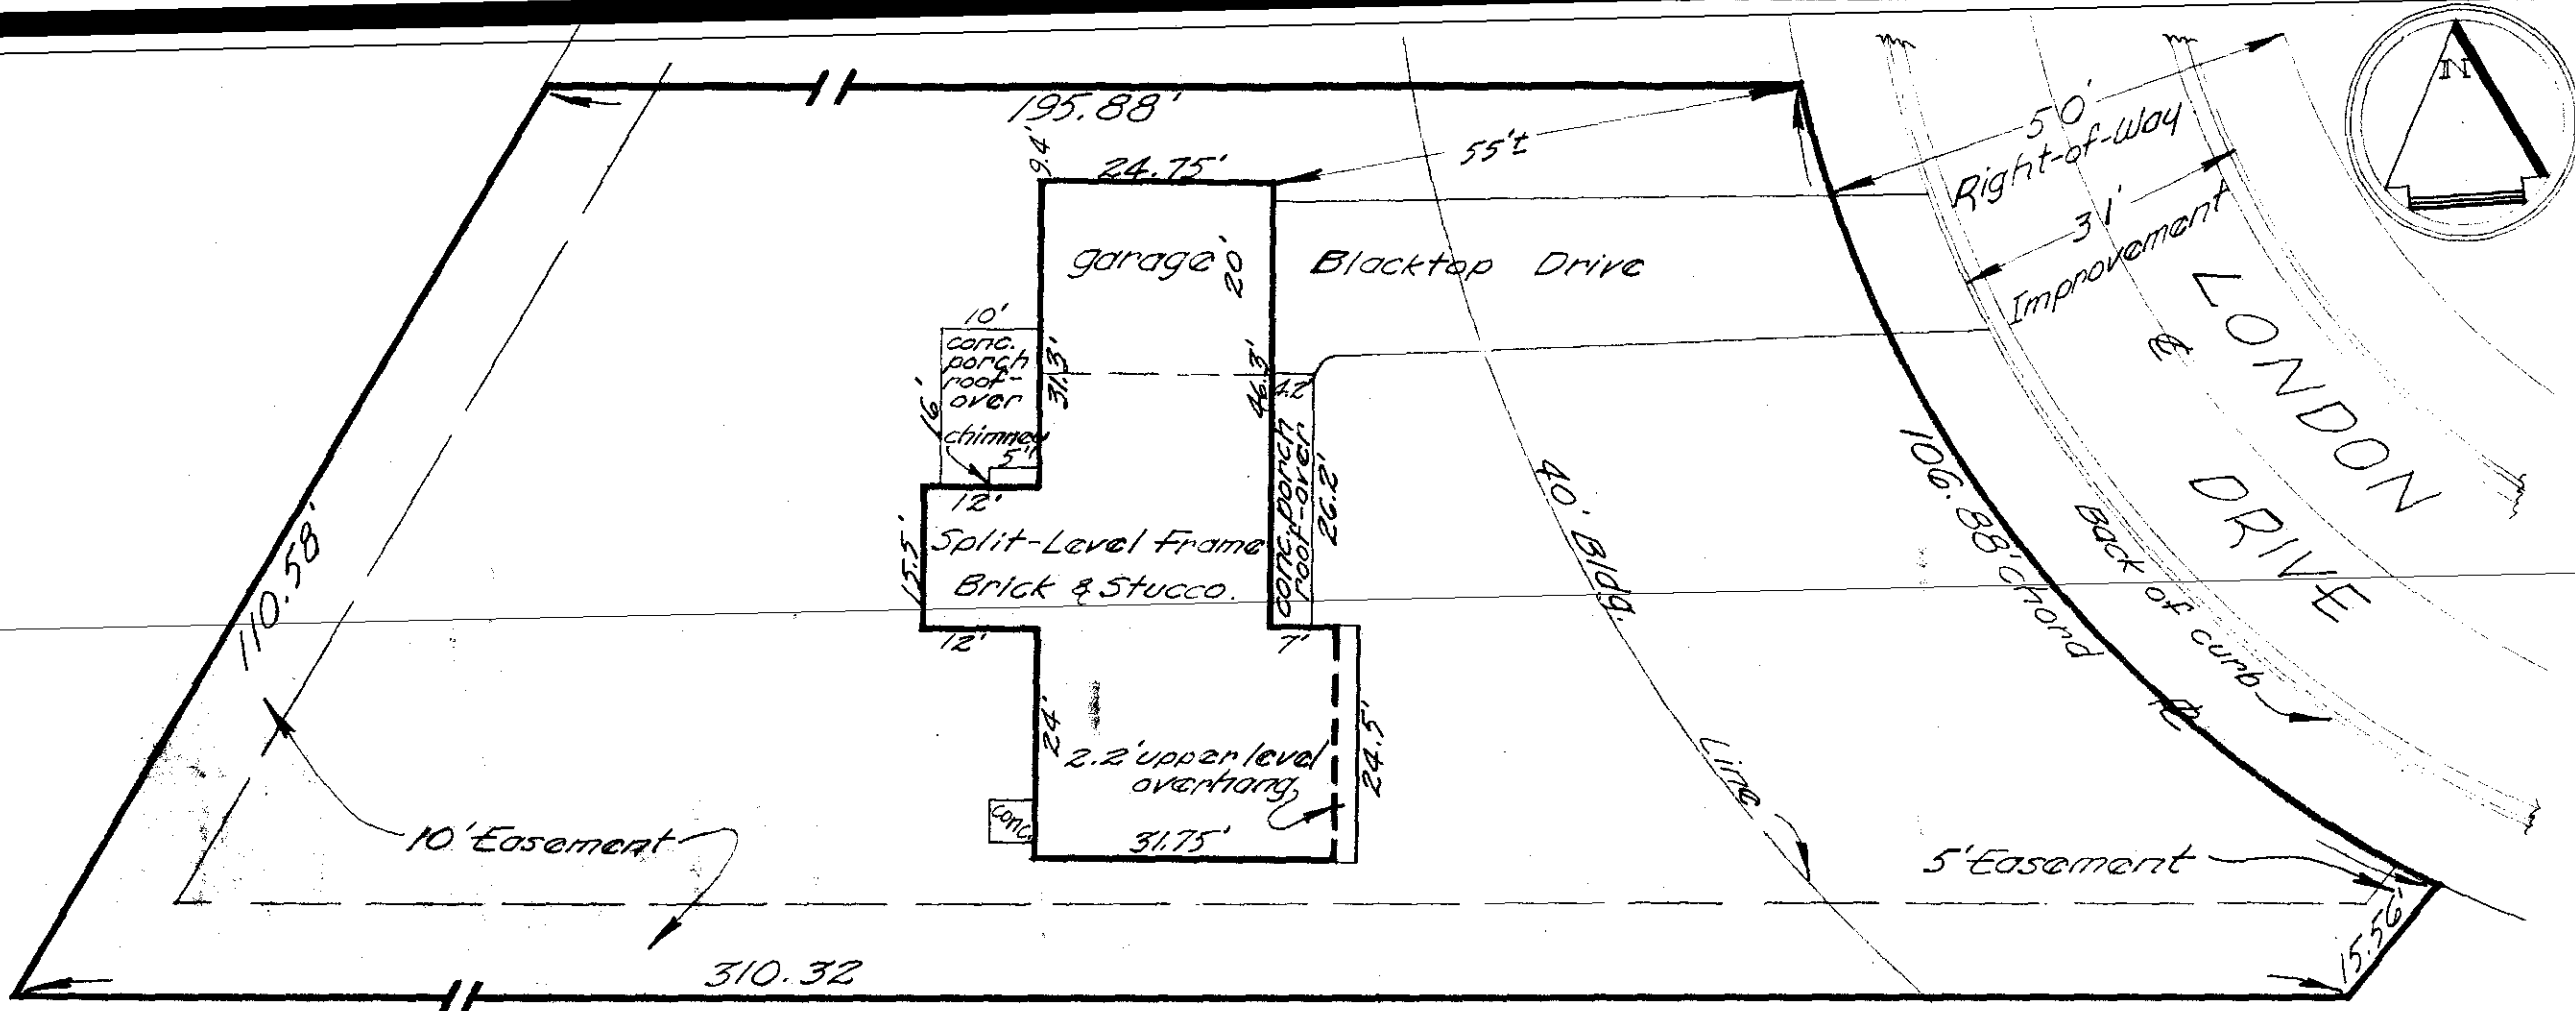 195.88'
N
50'
Right-of-Way
31'
Improvement
55'±
9.4'
24.75'
garage
20'
Blacktop Drive
LONDON
DRIVE
10'
conc.
porch
roof-
over
16'
31.3'
46.3'
4.2'
chimney
5'
12'
conc. porch
roof-over
26.2'
15.5'
Split-Level Frame
Brick & Stucco.
12'
7'
40' Bldg.
Line
106.88' Chord
Back of curb
110.58'
24'
2.2' upper level
overhang
24.5'
conc.
31.75'
10' Easement
5' Easement
15.56'
310.32